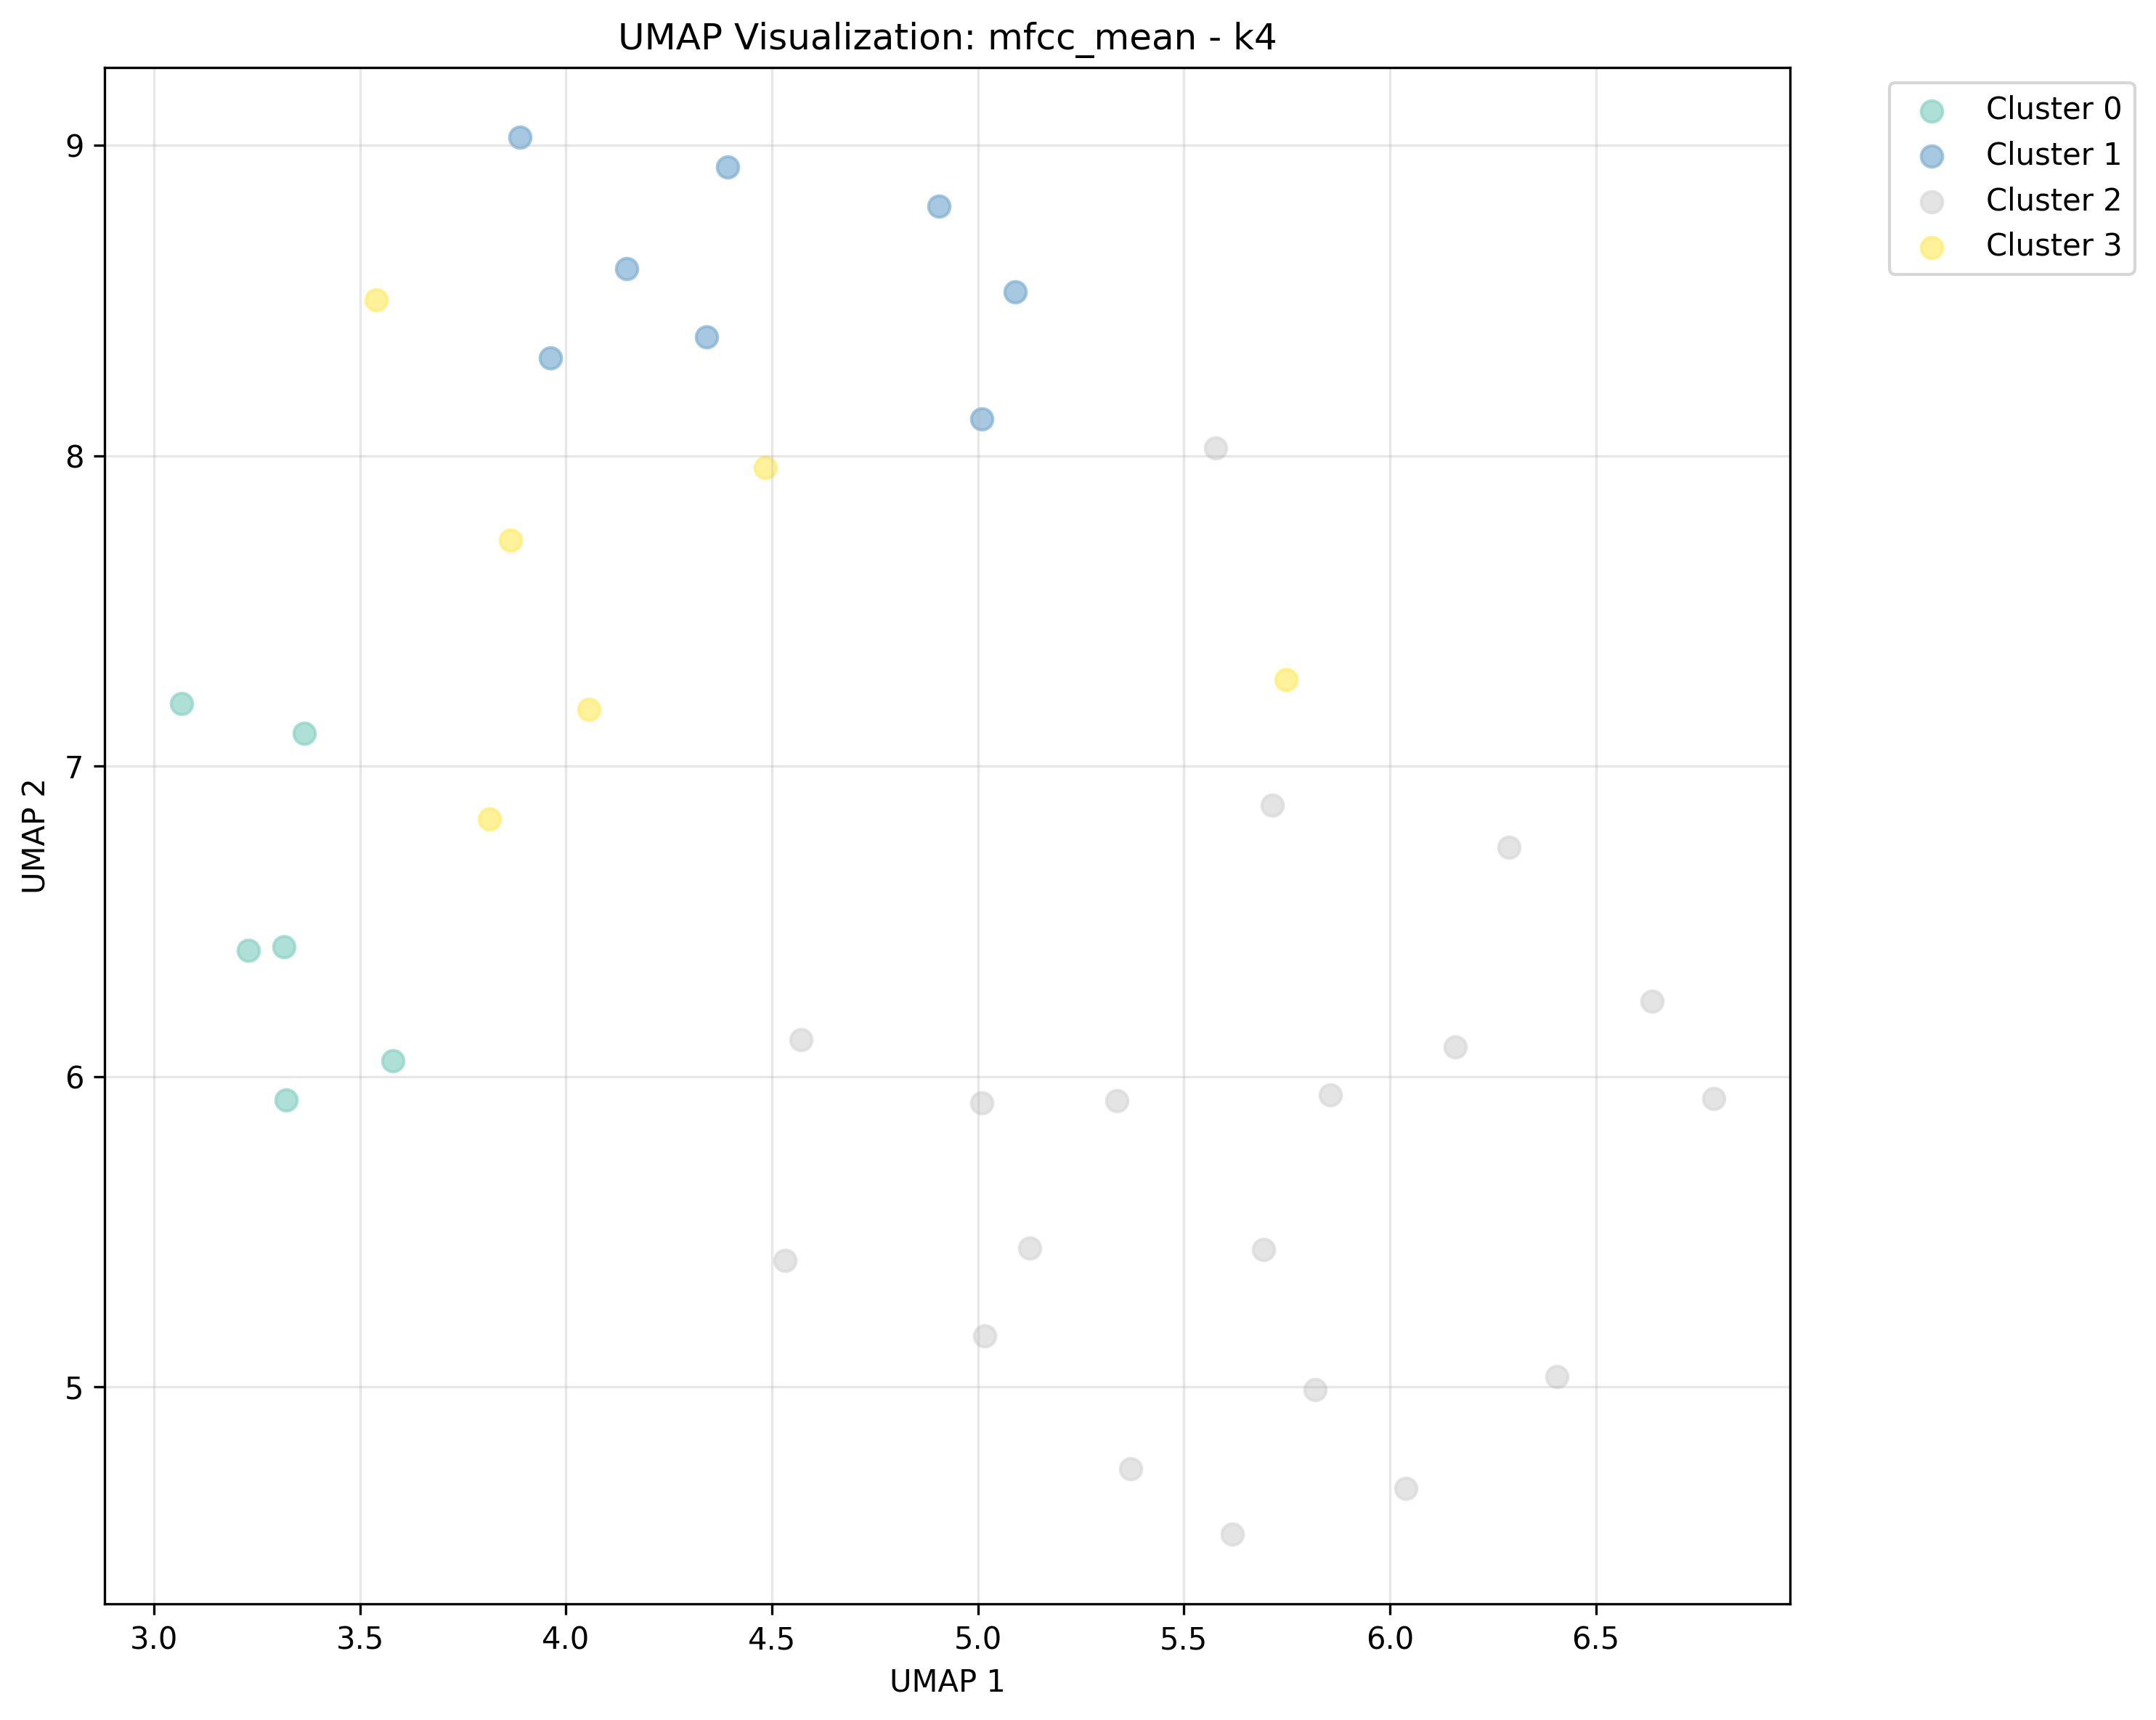 UMAP Visualization: mfcc_mean - k4
Cluster 0
Cluster 1
Cluster 2
Cluster 3
9
8
7
6
5
UMAP 2
3.0
3.5
4.0
4.5
5.0
5.5
6.0
6.5
UMAP 1